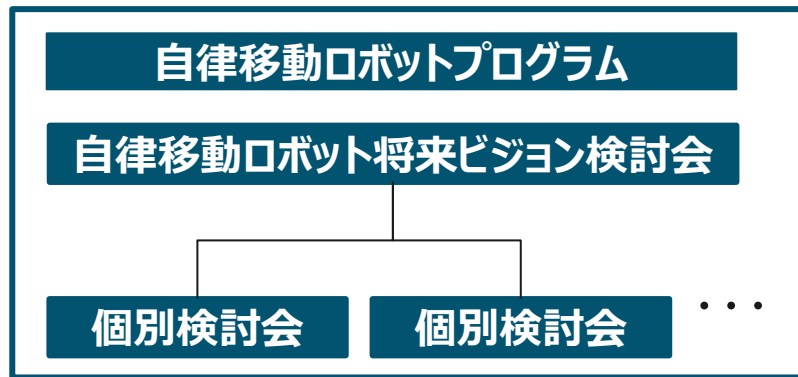 自律移動ロボットプログラム
自律移動ロボット将来ビジョン検討会
個別検討会
個別検討会
・・・